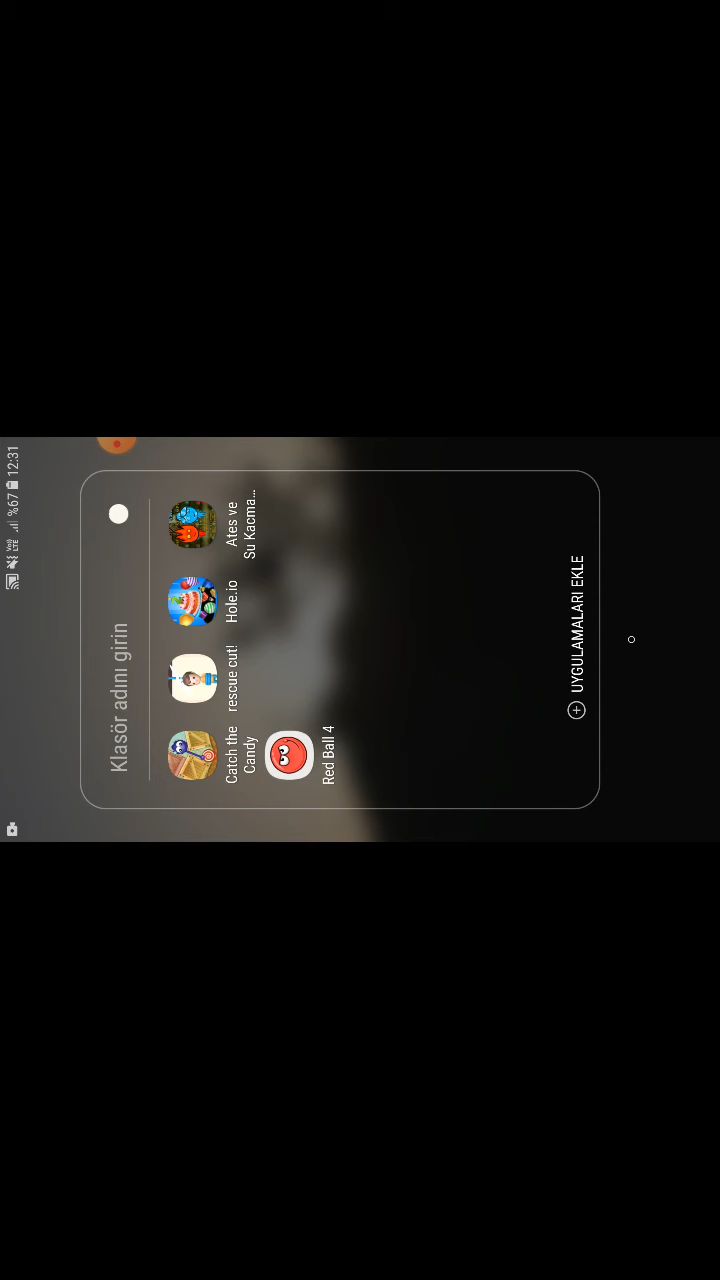 %67 12:31
Klasör adını girin
Catch the
Candy
rescue cut!
Hole.io
Ates ve
Su Kacma...
Red Ball 4
UYGULAMALARI EKLE